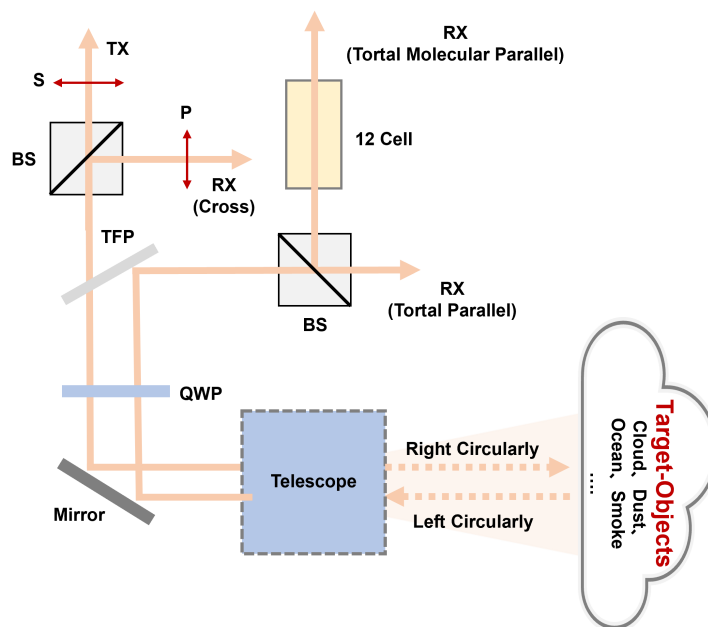 TX
RX
(Tortal Molecular Parallel)
S
P
BS
12 Cell
RX
(Cross)
TFP
RX
(Tortal Parallel)
BS
QWP
Telescope
Right Circularly
Left Circularly
Mirror
Target-Objects
Cloud、Dust、
Ocean、Smoke
....